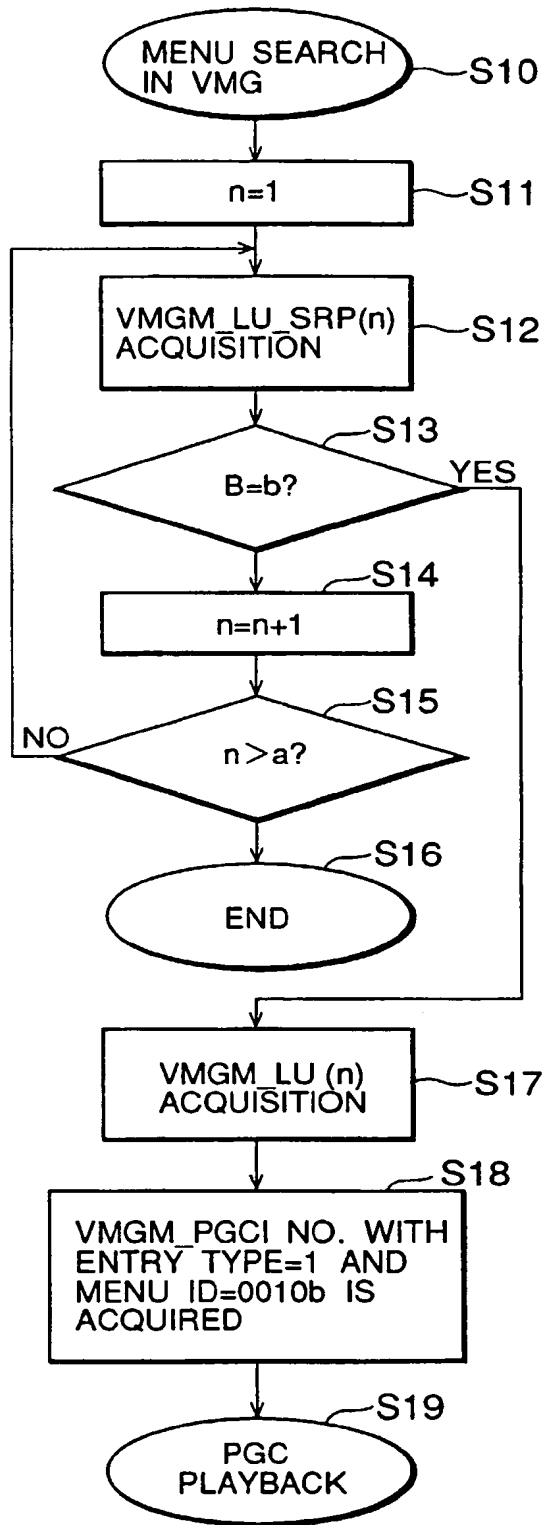 MENU SEARCH
IN VMG
S10
n=1
S11
VMGM_LU_SRP(n)
ACQUISITION
S12
S13
B=b?
YES
S14
n=n+1
S15
NO
n>a?
S16
END
VMGM_LU (n)
ACQUISITION
S17
S18
VMGM_PGCI NO. WITH
ENTRY TYPE=1 AND
MENU ID=0010b IS
ACQUIRED
S19
PGC
PLAYBACK